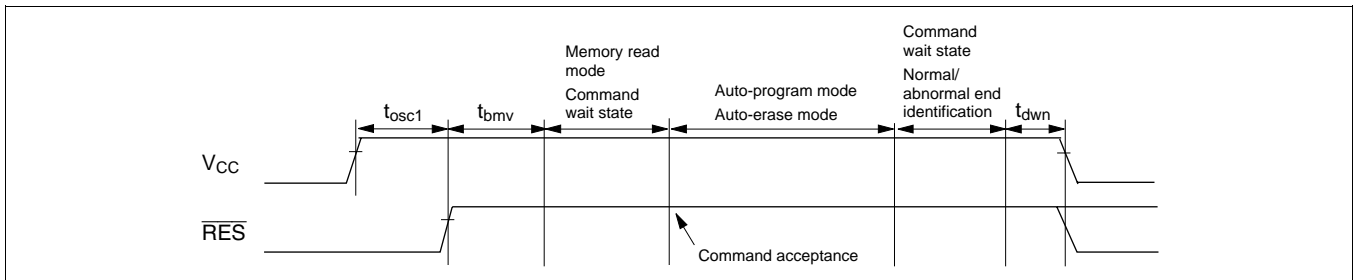 Memory read
mode
Command
wait state
Auto-program mode
Auto-erase mode
Command
wait state
Normal/
abnormal end
identification
tosc1
tbmv
tdwn
VCC
RES
Command acceptance